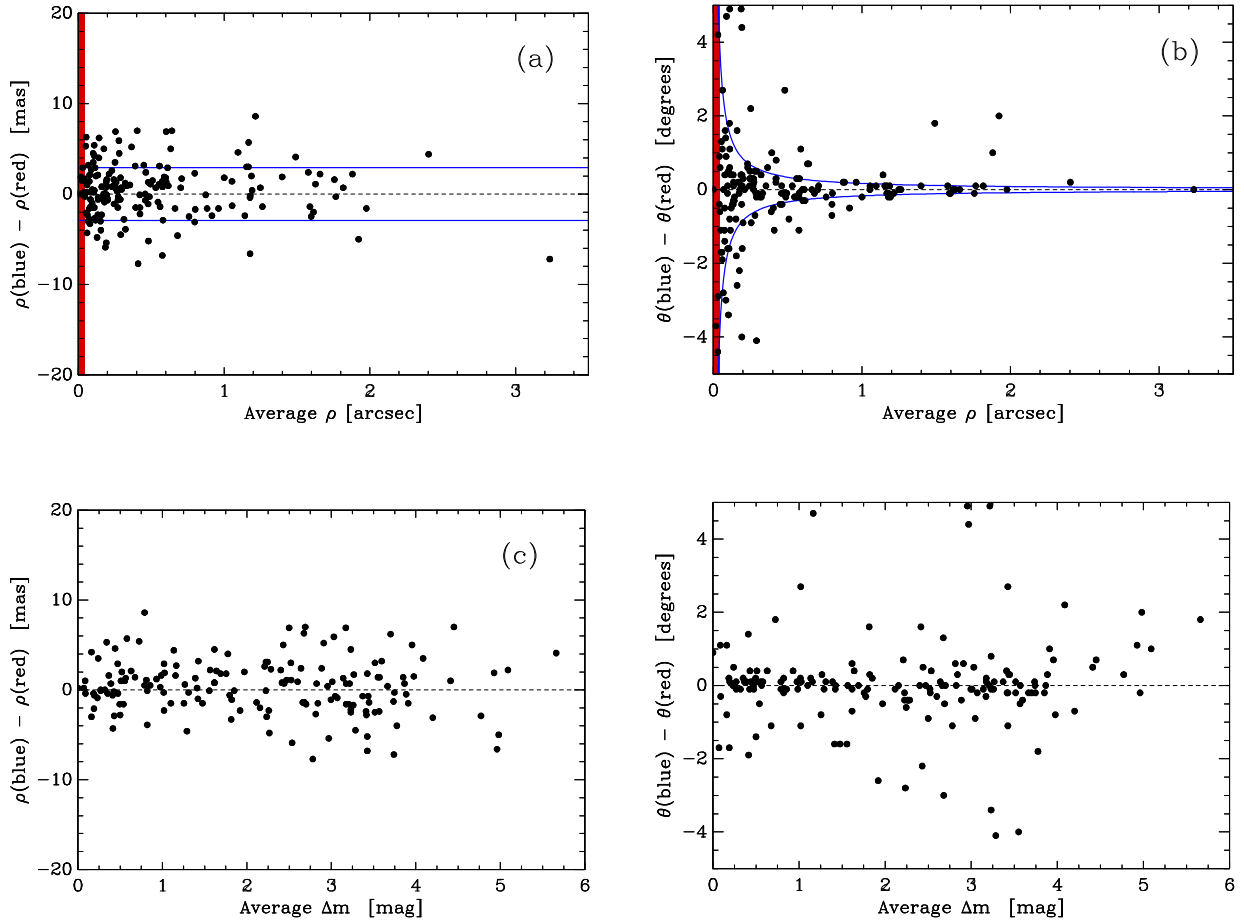 20
10
0
−10
−20
ρ(blue) − ρ(red) [mas]
(a)
0 1 2 3
Average ρ [arcsec]
4
2
0
−2
−4
θ(blue) − θ(red) [degrees]
(b)
0 1 2 3
Average ρ [arcsec]
20
10
0
−10
−20
ρ(blue) − ρ(red) [mas]
(c)
0 1 2 3 4 5 6
Average Δm [mag]
4
2
0
−2
−4
θ(blue) − θ(red) [degrees]
0 1 2 3 4 5 6
Average Δm [mag]